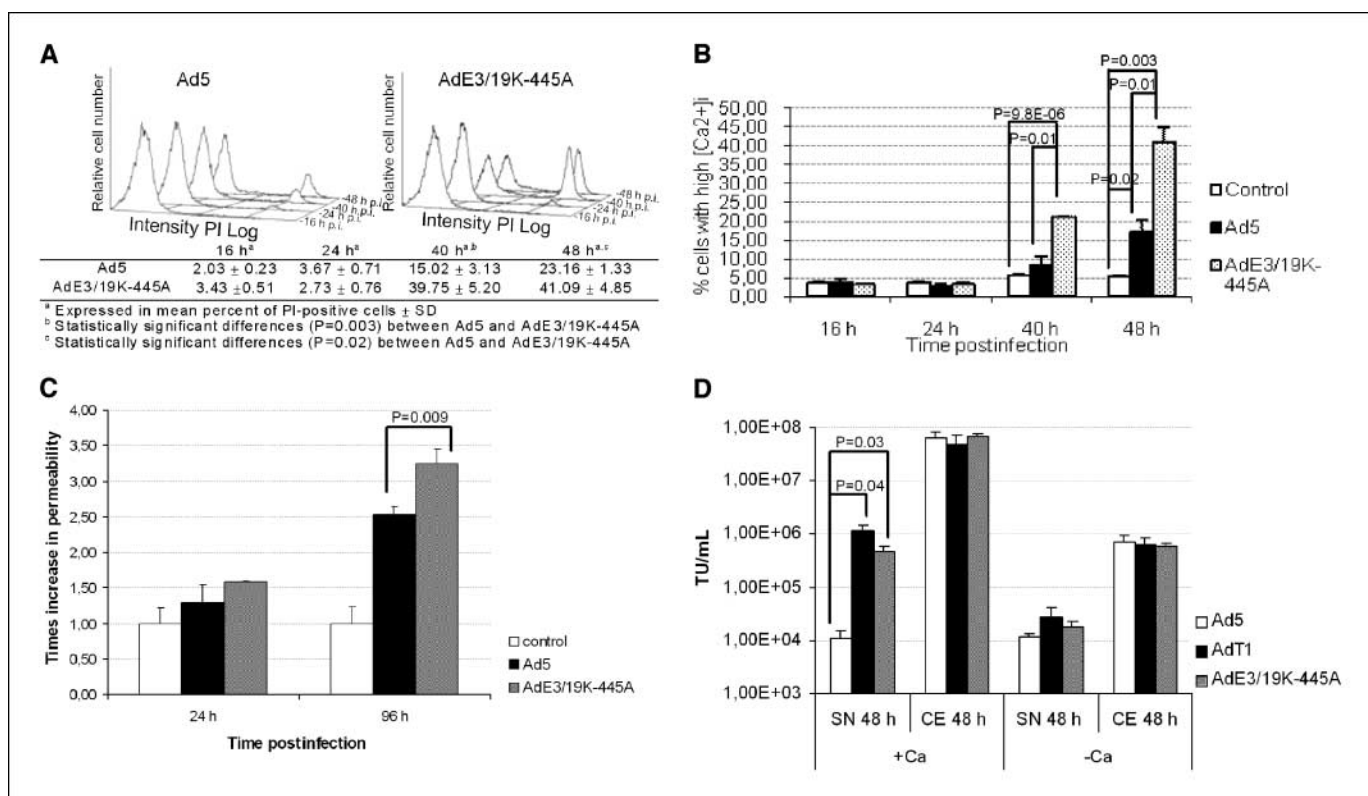 A
Ad5
AdE3/19K-445A
Relative cell number
Relative cell number
-48 h p.i.
-40 h p.i.
-24 h p.i.
-16 h p.i.
-48 h p.i.
-40 h p.i.
-24 h p.i.
-16 h p.i.
Intensity PI Log
Intensity PI Log
16 hª 24 hª 40 hª,ᵇ 48 hª,ᶜ
Ad5 2.03 ± 0.23 3.67 ± 0.71 15.02 ± 3.13 23.16 ± 1.33
AdE3/19K-445A 3.43 ±0.51 2.73 ± 0.76 39.75 ± 5.20 41.09 ± 4.85
ª Expressed in mean percent of PI-positive cells ± SD
ᵇ Statistically significant differences (P=0.003) between Ad5 and AdE3/19K-445A
ᶜ Statistically significant differences (P=0.02) between Ad5 and AdE3/19K-445A
B
% cells with high [Ca2+]i
50,00
45,00
40,00
35,00
30,00
25,00
20,00
15,00
10,00
5,00
0,00
P=9.8E-06
P=0.01
P=0.003
P=0.01
P=0.02
16 h 24 h 40 h 48 h
Time postinfection
Control
Ad5
AdE3/19K-
445A
C
Times increase in permeability
4,00
3,50
3,00
2,50
2,00
1,50
1,00
0,50
0,00
P=0.009
24 h 96 h
Time postinfection
control
Ad5
AdE3/19K-445A
D
TU/mL
1,00E+08
1,00E+07
1,00E+06
1,00E+05
1,00E+04
1,00E+03
P=0.03
P=0.04
SN 48 h CE 48 h SN 48 h CE 48 h
+Ca -Ca
Ad5
AdT1
AdE3/19K-445A